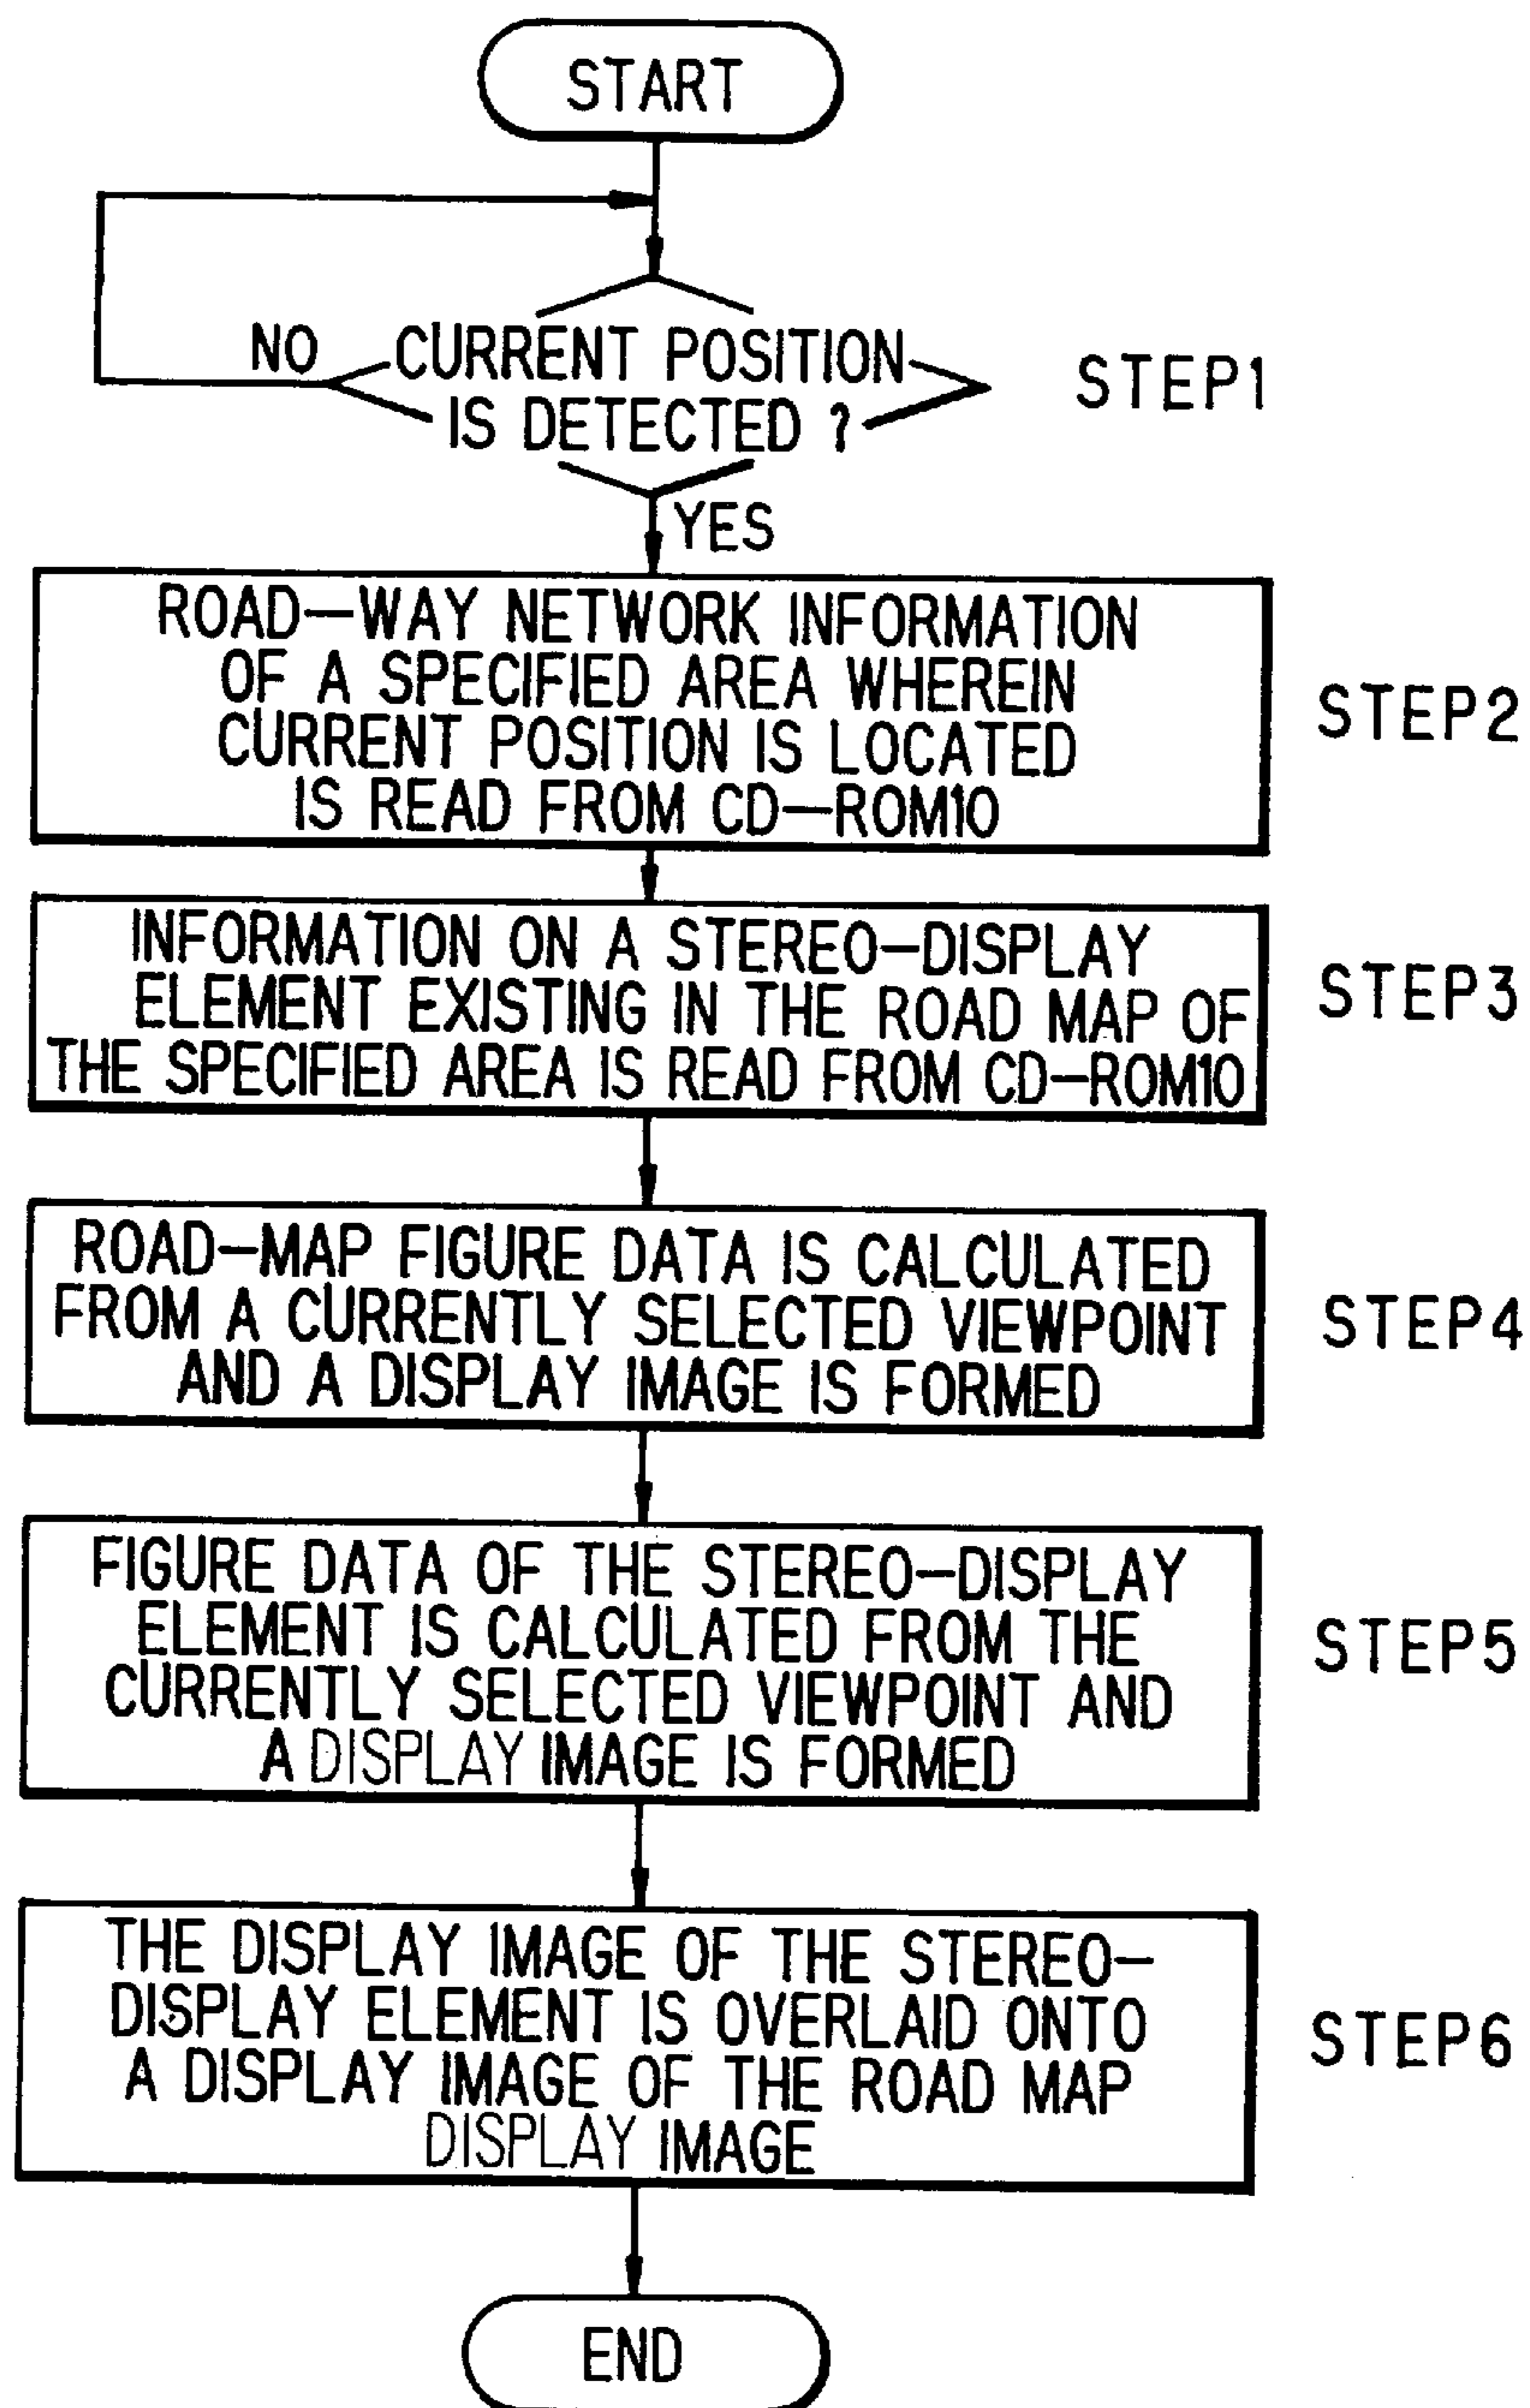 START
NO
CURRENT POSITION
IS DETECTED ?
STEP1
YES
ROAD-WAY NETWORK INFORMATION
OF A SPECIFIED AREA WHEREIN
CURRENT POSITION IS LOCATED
IS READ FROM CD-ROM10
STEP2
INFORMATION ON A STEREO-DISPLAY
ELEMENT EXISTING IN THE ROAD MAP OF
THE SPECIFIED AREA IS READ FROM CD-ROM10
STEP3
ROAD-MAP FIGURE DATA IS CALCULATED
FROM A CURRENTLY SELECTED VIEWPOINT
AND A DISPLAY IMAGE IS FORMED
STEP4
FIGURE DATA OF THE STEREO-DISPLAY
ELEMENT IS CALCULATED FROM THE
CURRENTLY SELECTED VIEWPOINT AND
A DISPLAY IMAGE IS FORMED
STEP5
THE DISPLAY IMAGE OF THE STEREO-
DISPLAY ELEMENT IS OVERLAID ONTO
A DISPLAY IMAGE OF THE ROAD MAP
DISPLAY IMAGE
STEP6
END